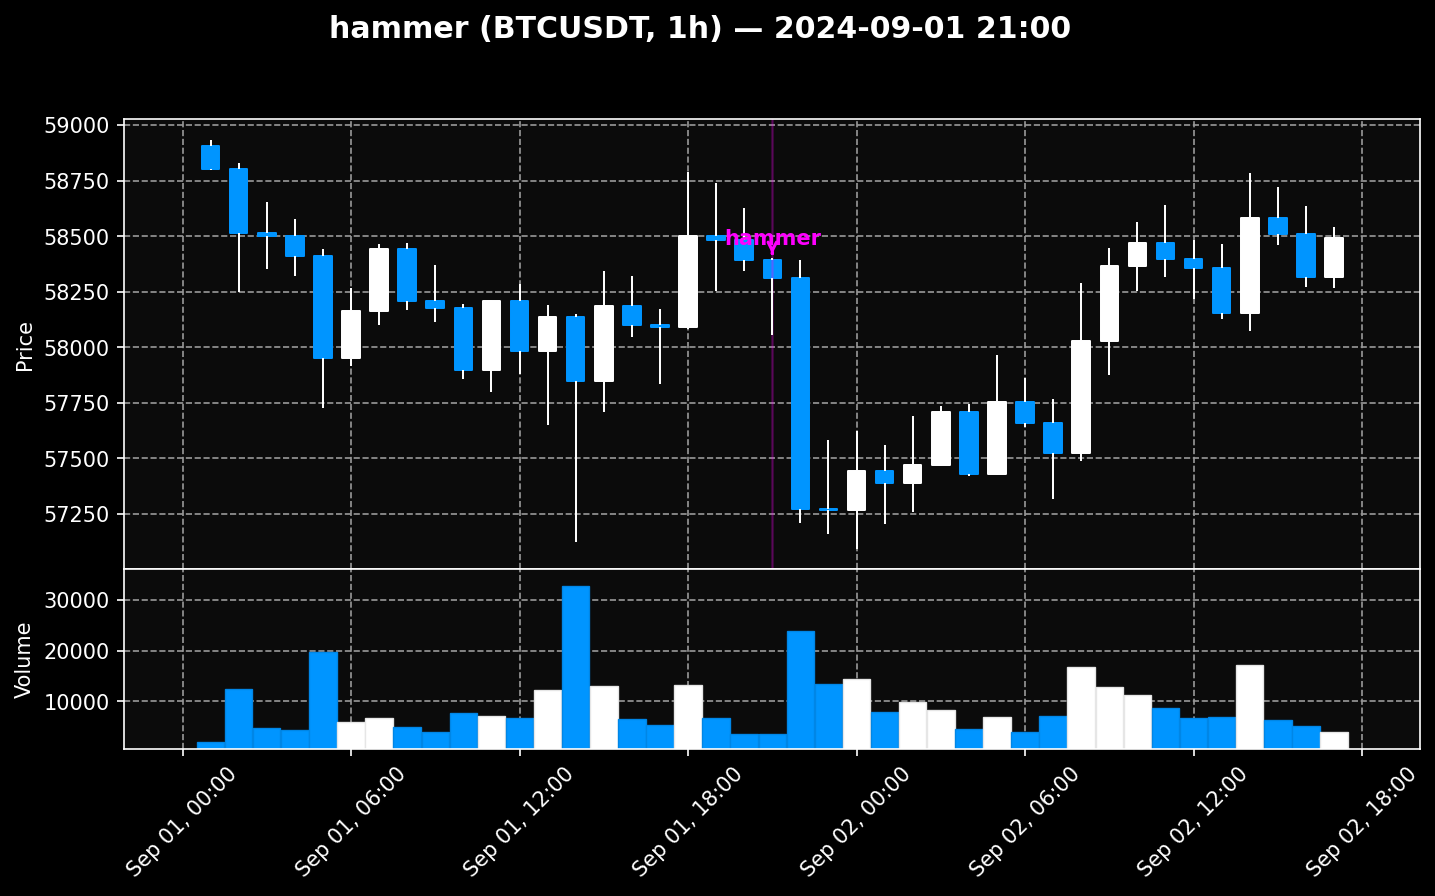 hammer (BTCUSDT, 1h) — 2024-09-01 21:00
59000
58750
58500
58250
58000
57750
57500
57250
Price
hammer
30000
20000
10000
Volume
Sep 01, 00:00
Sep 01, 06:00
Sep 01, 12:00
Sep 01, 18:00
Sep 02, 00:00
Sep 02, 06:00
Sep 02, 12:00
Sep 02, 18:00